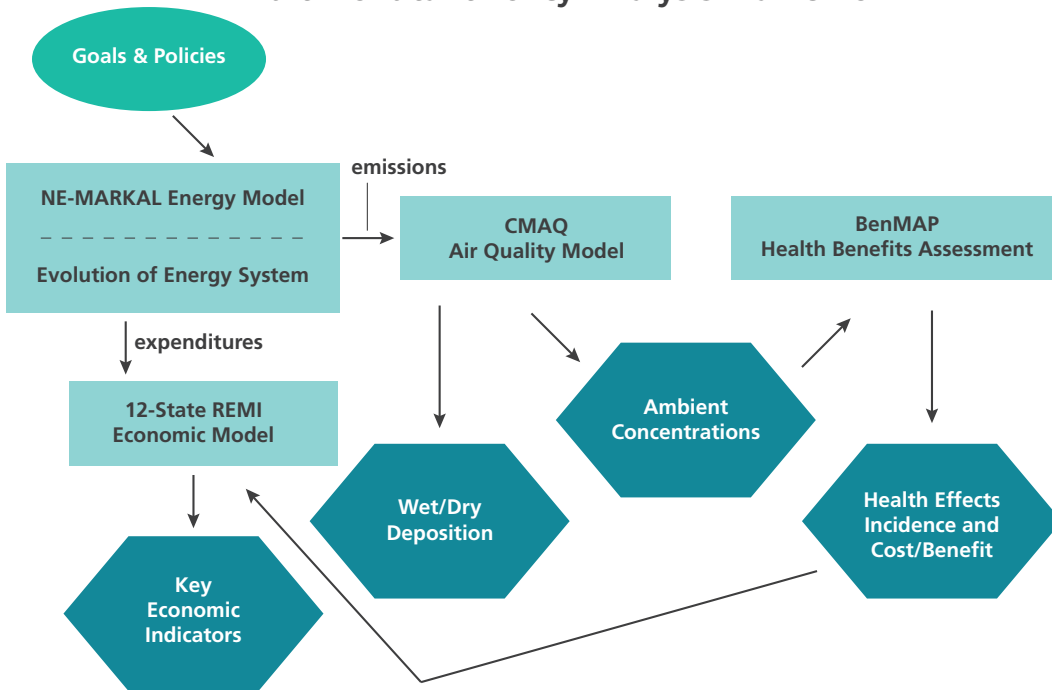 Goals & Policies
emissions
NE-MARKAL Energy Model
Evolution of Energy System
CMAQ
Air Quality Model
BenMAP
Health Benefits Assessment
expenditures
12-State REMI
Economic Model
Ambient
Concentrations
Wet/Dry
Deposition
Health Effects
Incidence and
Cost/Benefit
Key
Economic
Indicators